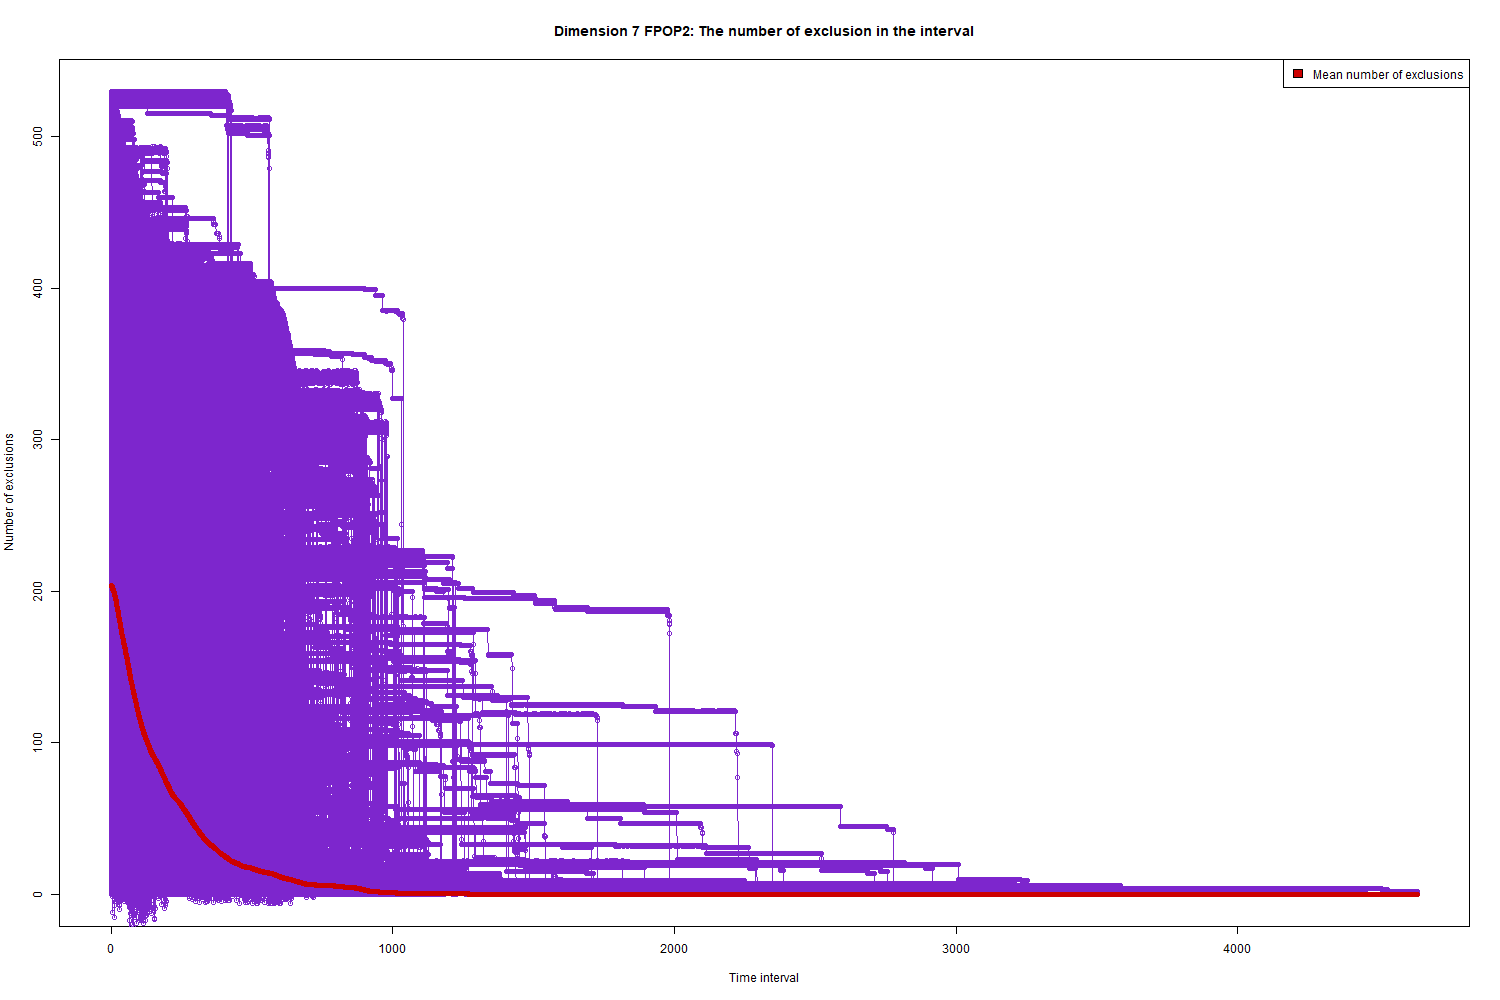 Dimension 7 FPOP2: The number of exclusion in the interval
Mean number of exclusions
Number of exclusions
500
400
300
200
100
0
0
1000
2000
3000
4000
Time interval